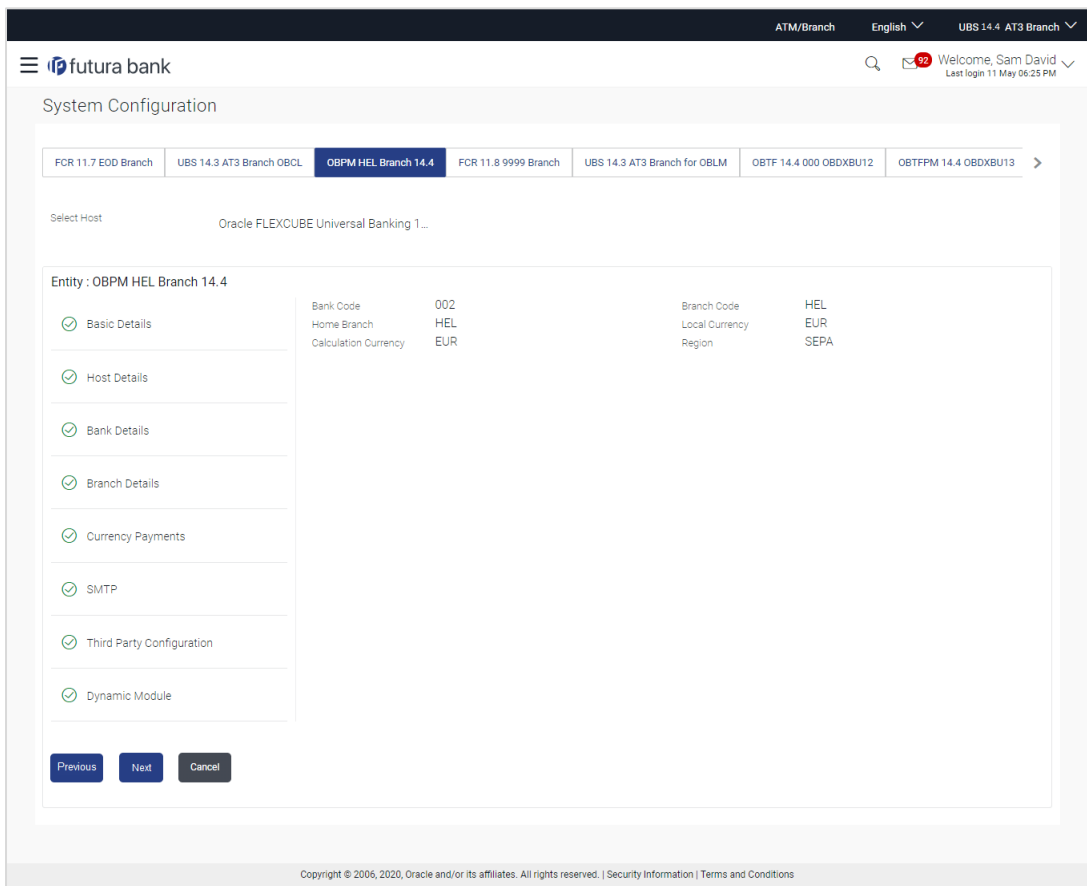 ATM/Branch English UBS 14.4 AT3 Branch
futura bank 92 Welcome, Sam David
Last login 11 May 06:25 PM
System Configuration
FCR 11.7 EOD Branch UBS 14.3 AT3 Branch OBCL OBPM HEL Branch 14.4 FCR 11.8 9999 Branch UBS 14.3 AT3 Branch for OBLM OBTF 14.4 000 OBDXBU12 OBTFPM 14.4 OBDXBU13
Select Host Oracle FLEXCUBE Universal Banking 1...
Entity : OBPM HEL Branch 14.4
Bank Code 002 Branch Code HEL
Home Branch HEL Local Currency EUR
Calculation Currency EUR Region SEPA
Basic Details
Host Details
Bank Details
Branch Details
Currency Payments
SMTP
Third Party Configuration
Dynamic Module
Previous Next Cancel
Copyright © 2006, 2020, Oracle and/or its affiliates. All rights reserved. | Security Information | Terms and Conditions